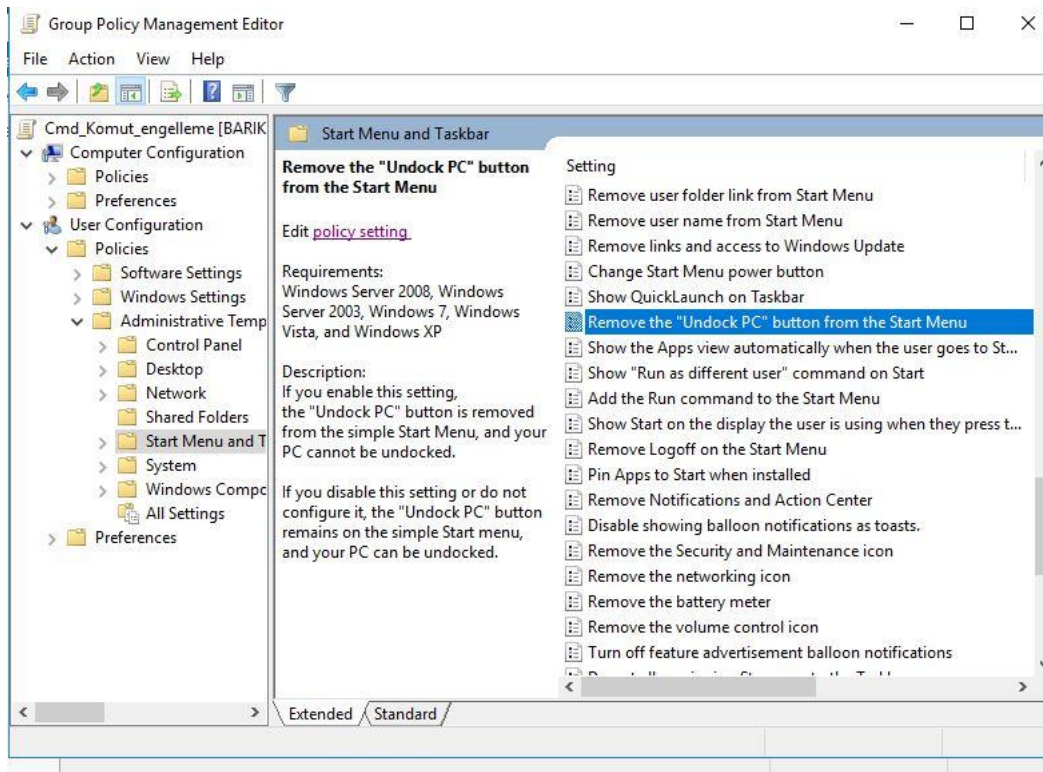 Group Policy Management Editor
File Action View Help
Cmd_Komut_engelleme [BARIK
Computer Configuration
Policies
Preferences
User Configuration
Policies
Software Settings
Windows Settings
Administrative Temp
Control Panel
Desktop
Network
Shared Folders
Start Menu and T
System
Windows Compo
All Settings
Preferences
Start Menu and Taskbar
Remove the "Undock PC" button
from the Start Menu
Edit policy setting
Requirements:
Windows Server 2008, Windows
Server 2003, Windows 7, Windows
Vista, and Windows XP
Description:
If you enable this setting,
the "Undock PC" button is removed
from the simple Start Menu, and your
PC cannot be undocked.
If you disable this setting or do not
configure it, the "Undock PC" button
remains on the simple Start menu,
and your PC can be undocked.
Setting
Remove user folder link from Start Menu
Remove user name from Start Menu
Remove links and access to Windows Update
Change Start Menu power button
Show QuickLaunch on Taskbar
Remove the "Undock PC" button from the Start Menu
Show the Apps view automatically when the user goes to St...
Show "Run as different user" command on Start
Add the Run command to the Start Menu
Show Start on the display the user is using when they press t...
Remove Logoff on the Start Menu
Pin Apps to Start when installed
Remove Notifications and Action Center
Disable showing balloon notifications as toasts.
Remove the Security and Maintenance icon
Remove the networking icon
Remove the battery meter
Remove the volume control icon
Turn off feature advertisement balloon notifications
Extended Standard